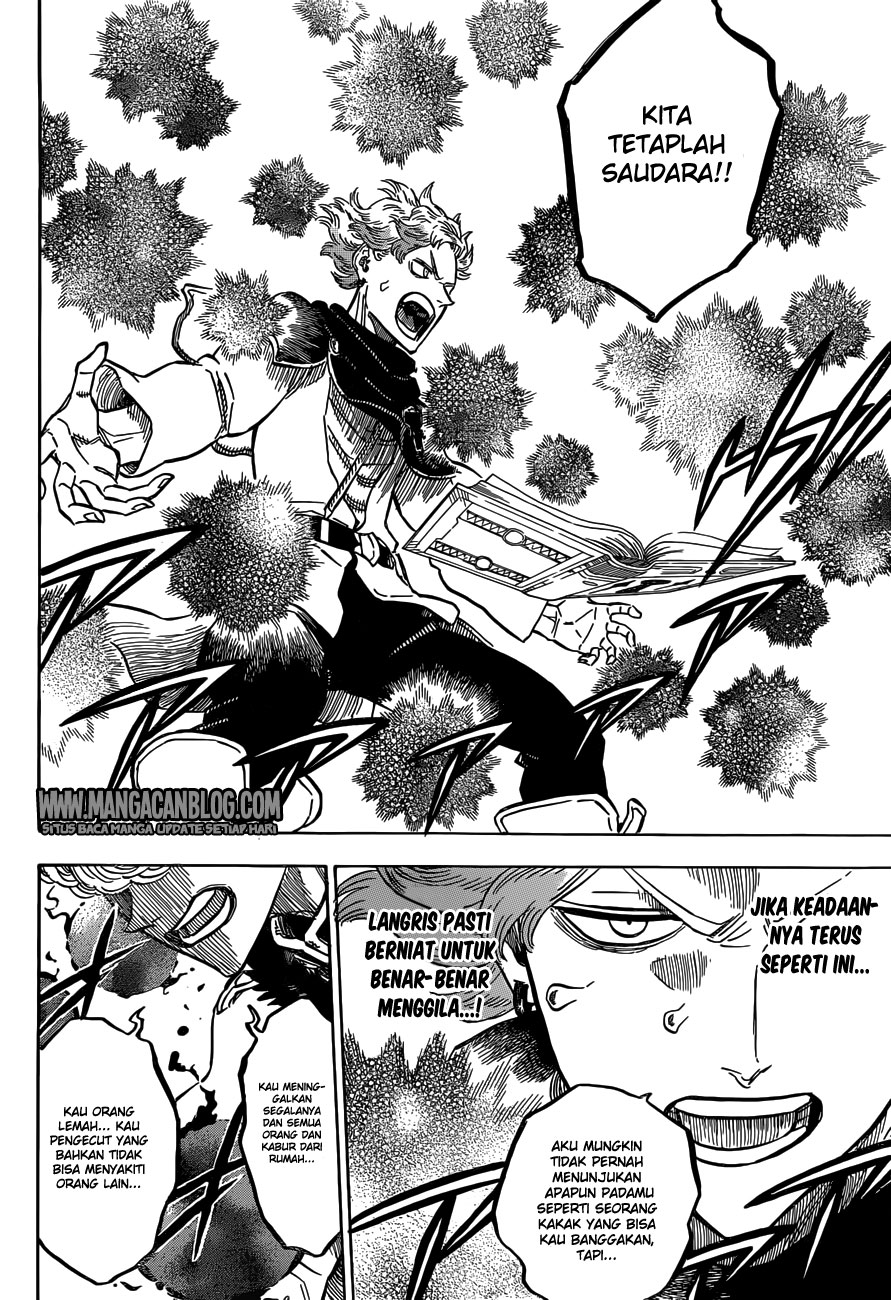 KITA
TETAPLAH
SAUDARA!!
WWW.MANGACANBLOG.COM
SITUS BACA MANGA UPDATE SETIAP HARI
JIKA KEADAAN-
NYA TERUS
SEPERTI INI...
LANGRIS PASTI
BERNIAT UNTUK
BENAR-BENAR
MENGGILA...!
AKU MUNGKIN
TIDAK PERNAH
MENUNJUKAN
APAPUN PADAMU
SEPERTI SEORANG
KAKAK YANG BISA
KAU BANGGAKAN,
TAPI...
KAU MENING-
GALKAN
SEGALANYA
DAN SEMUA
ORANG DAN
KABUR DARI
RUMAH...
KAU ORANG
LEMAH... KAU
PENGECUT YANG
BAHKAN TIDAK
BISA MENYAKITI
ORANG LAIN...